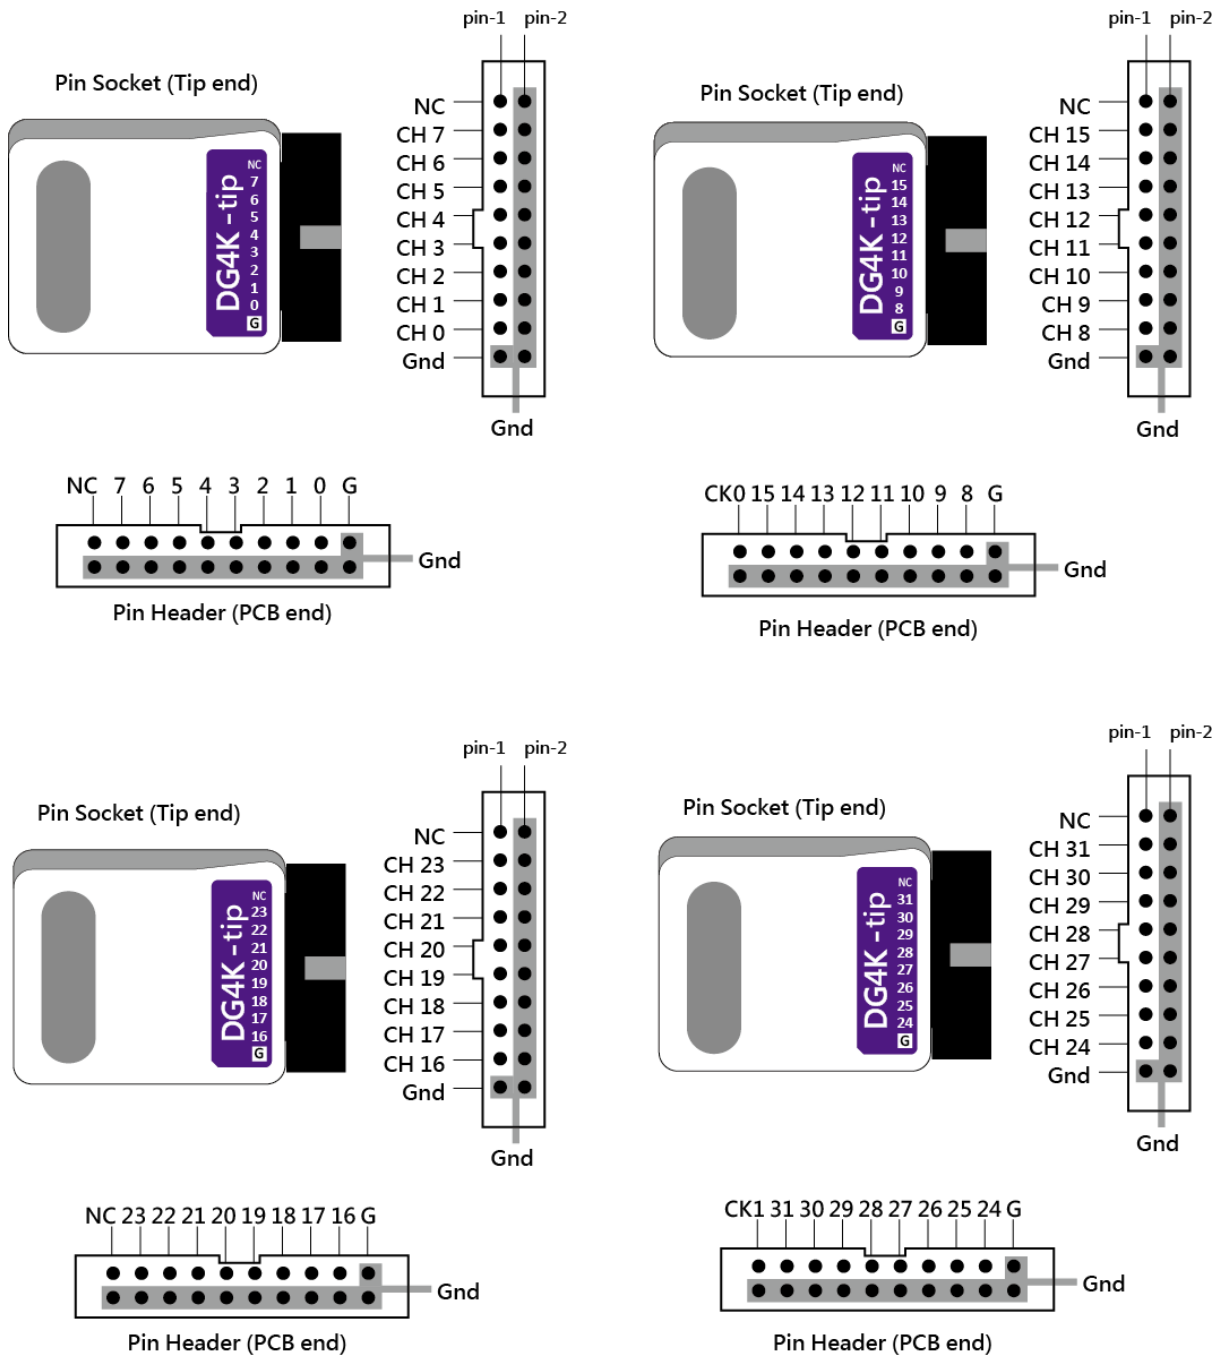 pin-1 pin-2
Pin Socket (Tip end)
NC
CH 7
CH 6
CH 5
CH 4
CH 3
CH 2
CH 1
CH 0
Gnd
Gnd
DG4K-tip
NC
7
6
5
4
3
2
1
0
G
NC 7 6 5 4 3 2 1 0 G
Gnd
Pin Header (PCB end)
pin-1 pin-2
Pin Socket (Tip end)
NC
CH 15
CH 14
CH 13
CH 12
CH 11
CH 10
CH 9
CH 8
Gnd
Gnd
DG4K-tip
NC
15
14
13
12
11
10
9
8
G
CK0 15 14 13 12 11 10 9 8 G
Gnd
Pin Header (PCB end)
pin-1 pin-2
Pin Socket (Tip end)
NC
CH 23
CH 22
CH 21
CH 20
CH 19
CH 18
CH 17
CH 16
Gnd
Gnd
DG4K-tip
NC
23
22
21
20
19
18
17
16
G
NC 23 22 21 20 19 18 17 16 G
Gnd
Pin Header (PCB end)
pin-1 pin-2
Pin Socket (Tip end)
NC
CH 31
CH 30
CH 29
CH 28
CH 27
CH 26
CH 25
CH 24
Gnd
Gnd
DG4K-tip
NC
31
30
29
28
27
26
25
24
G
CK1 31 30 29 28 27 26 25 24 G
Gnd
Pin Header (PCB end)